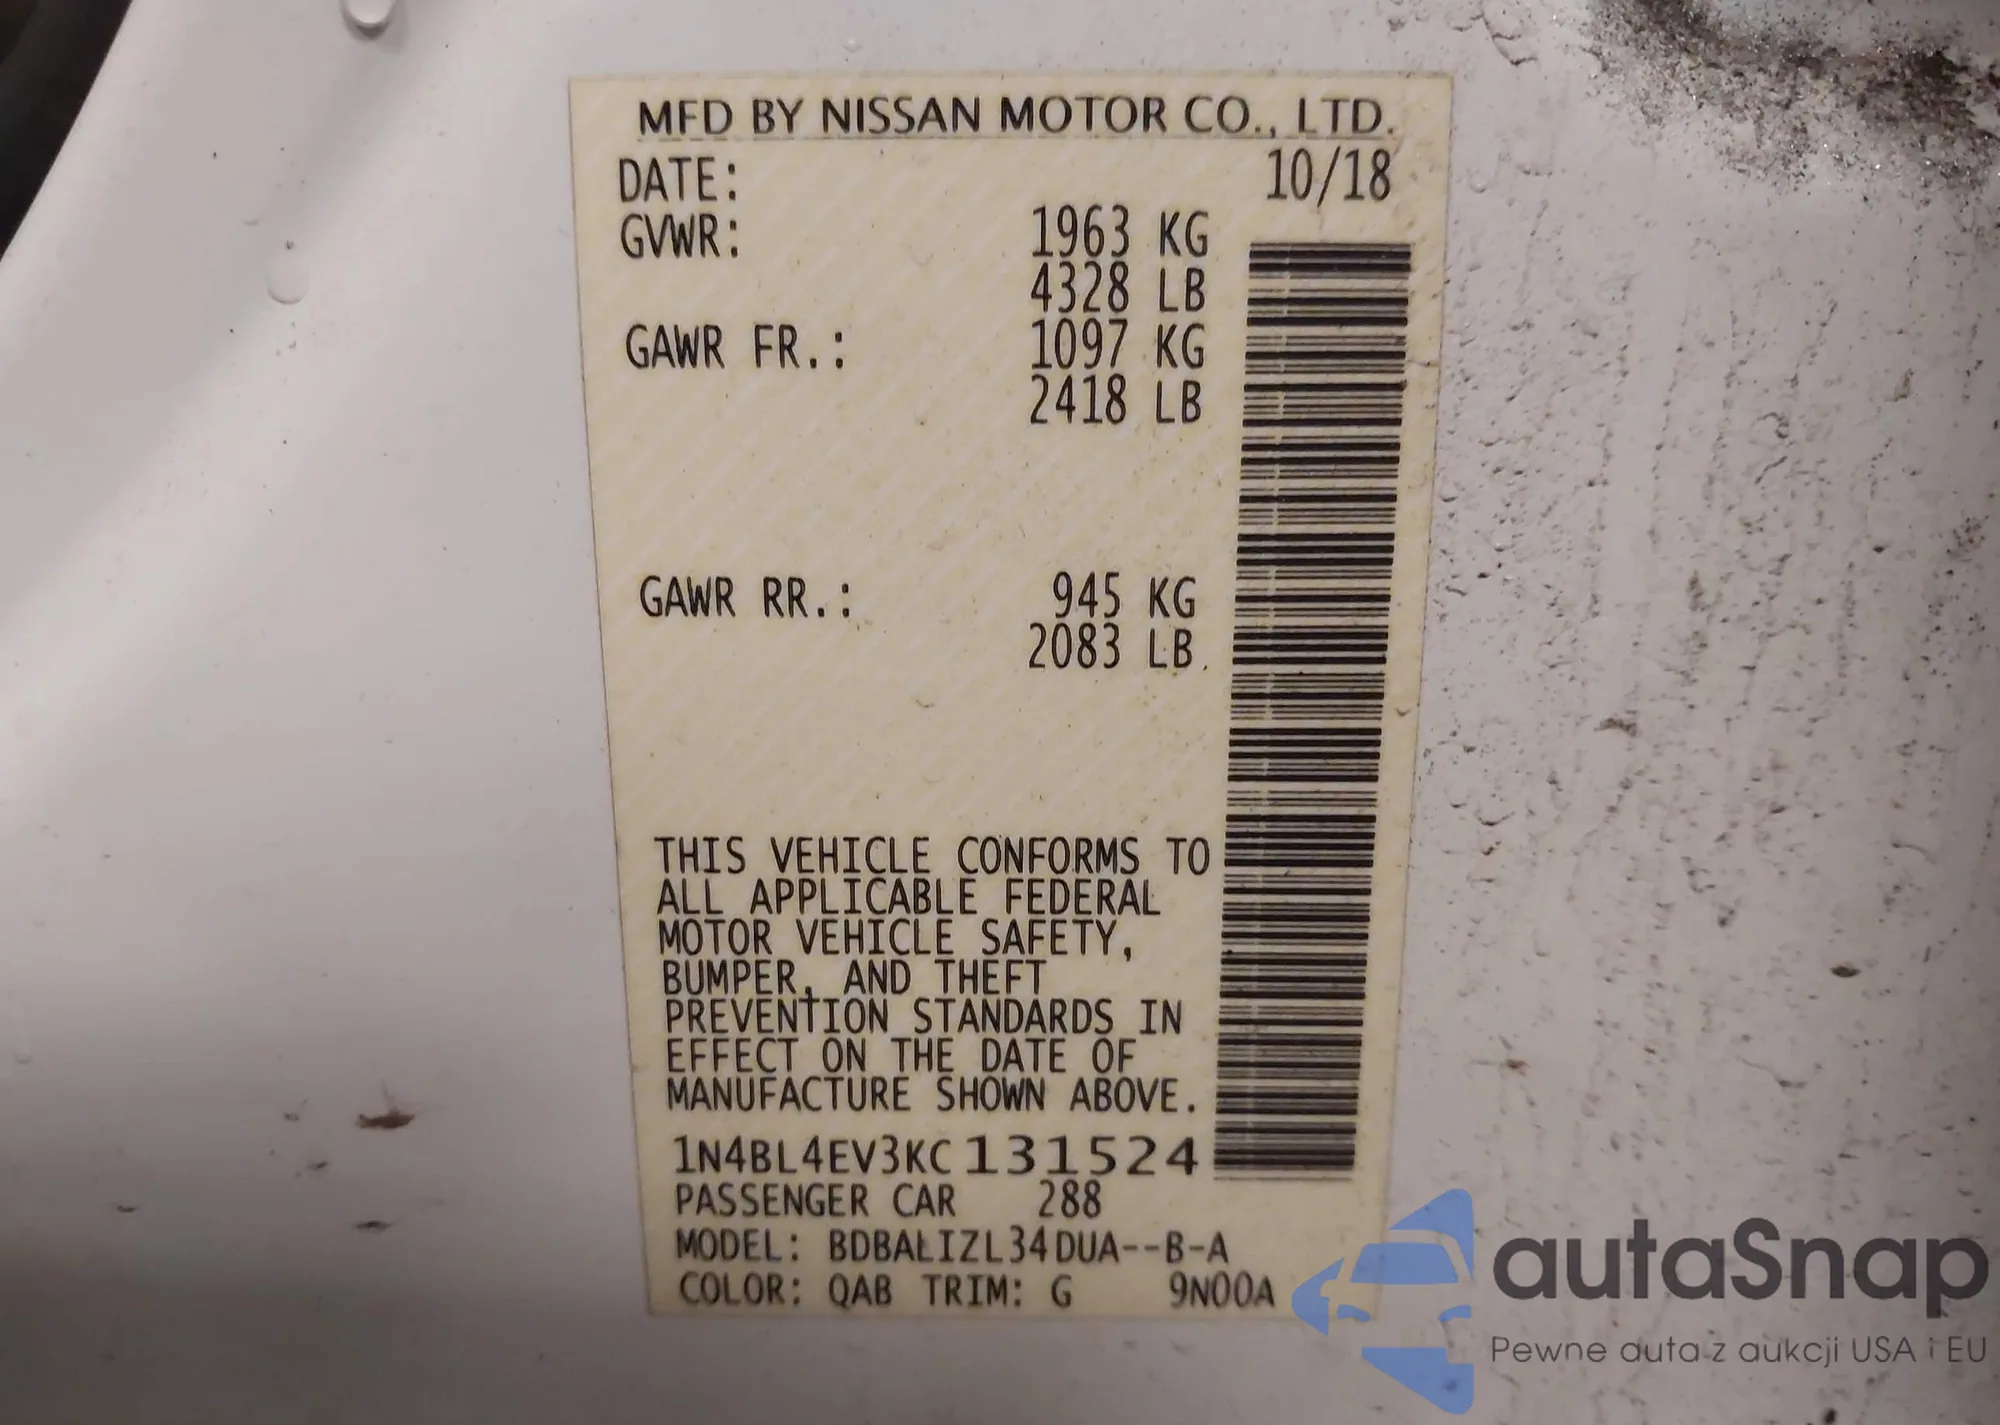 MFD BY NISSAN MOTOR CO., LTD.
DATE: 10/18
GVWR: 1963 KG
4328 LB
GAWR FR.: 1097 KG
2418 LB
GAWR RR.: 945 KG
2083 LB
THIS VEHICLE CONFORMS TO
ALL APPLICABLE FEDERAL
MOTOR VEHICLE SAFETY,
BUMPER, AND THEFT
PREVENTION STANDARDS IN
EFFECT ON THE DATE OF
MANUFACTURE SHOWN ABOVE.
1N4BL4EV3KC131524
PASSENGER CAR 288
MODEL: BDBALIZL34DUA--B-A
COLOR: QAB TRIM: G 9N00A
autaSnap
Pewne auta z aukcji USA i EU